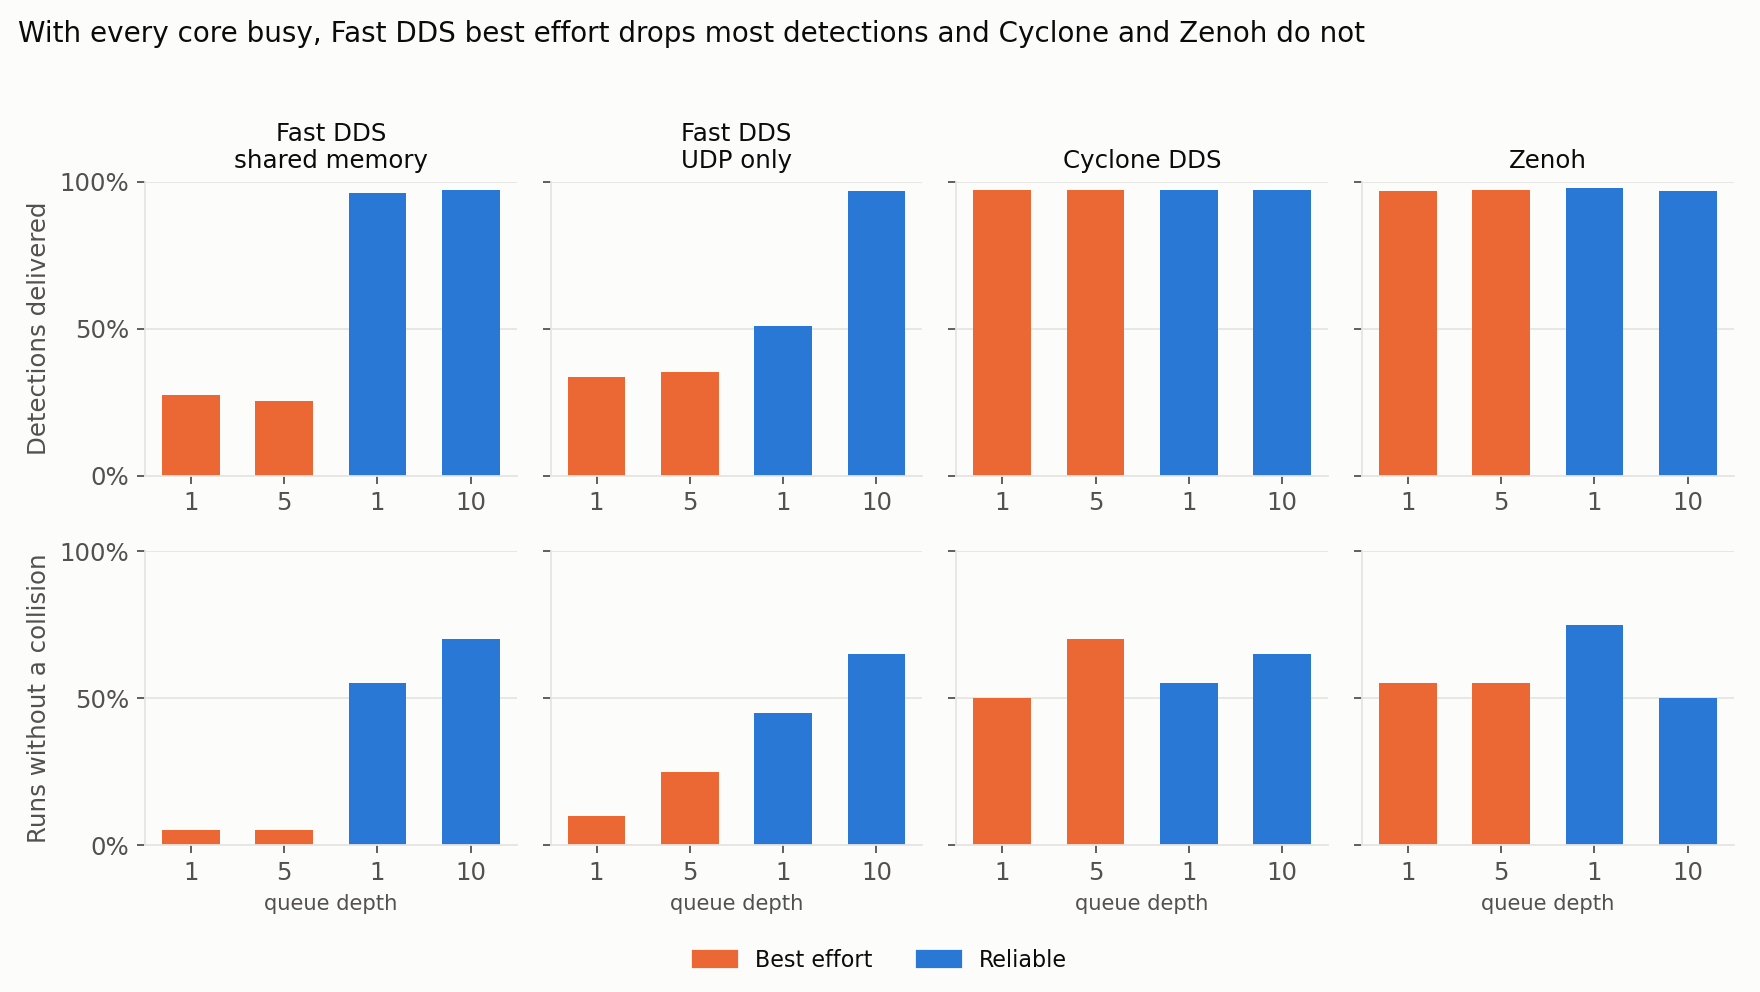 With every core busy, Fast DDS best effort drops most detections and Cyclone and Zenoh do not
Fast DDS
shared memory
Fast DDS
UDP only
Cyclone DDS
Zenoh
Detections delivered
100%
50%
0%
1 5 1 10
1 5 1 10
1 5 1 10
1 5 1 10
Runs without a collision
100%
50%
0%
1 5 1 10
1 5 1 10
1 5 1 10
1 5 1 10
queue depth
queue depth
queue depth
queue depth
Best effort
Reliable